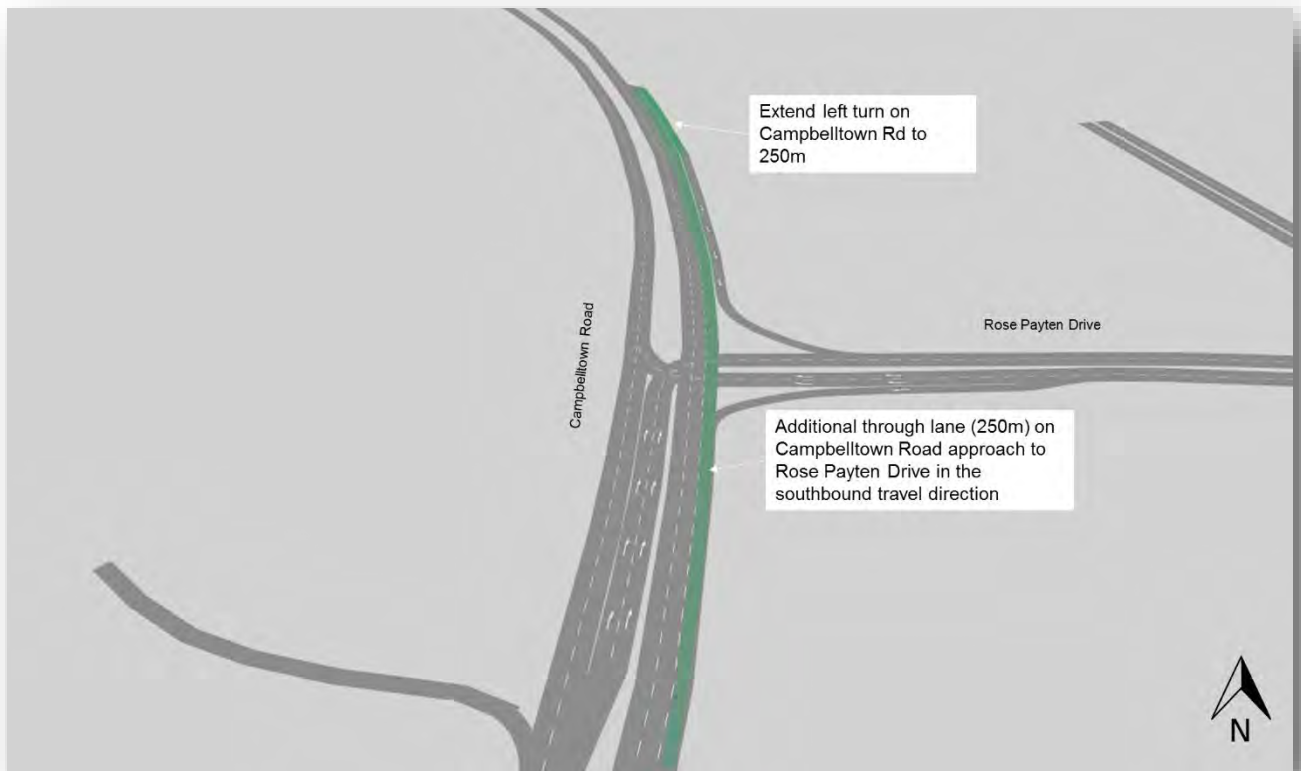 Extend left turn on
Campbelltown Rd to
250m
Campbelltown Road
Rose Payten Drive
Additional through lane (250m) on
Campbelltown Road approach to
Rose Payten Drive in the
southbound travel direction
N